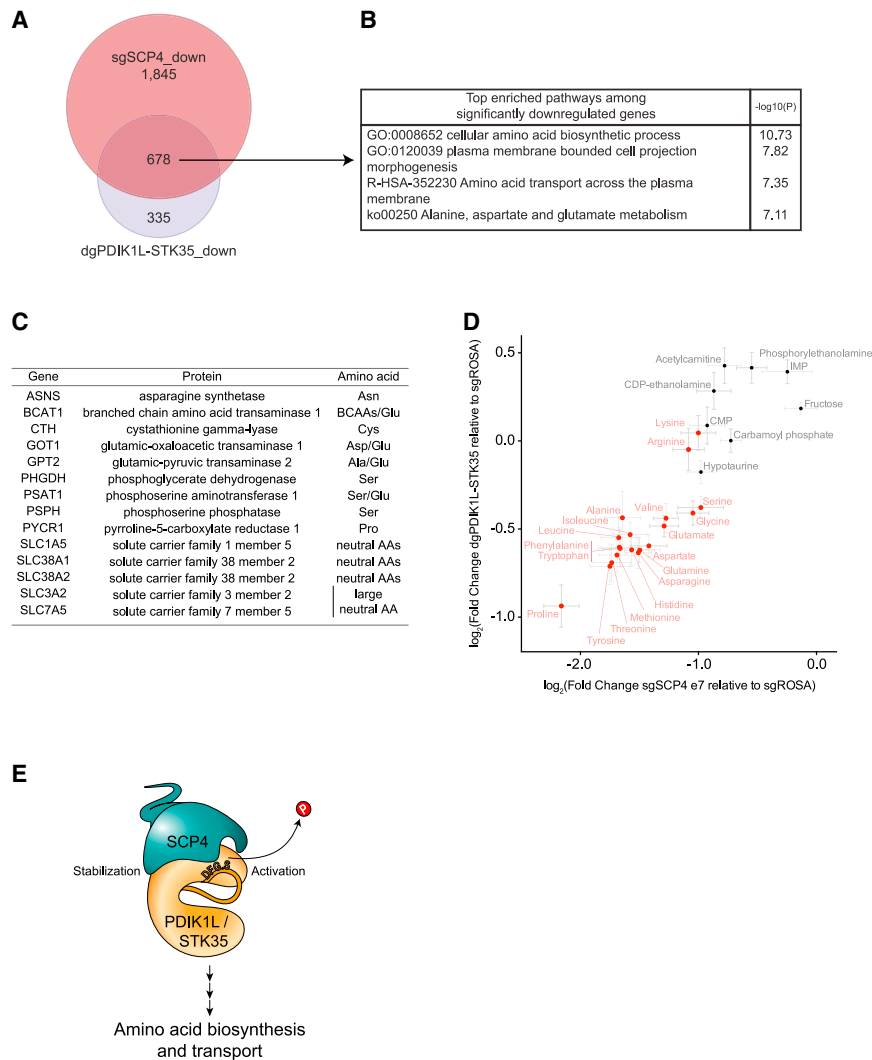 A
sgSCP4_down
1,845
678
335
dgPDIK1L-STK35_down
B
Top enriched pathways among
significantly downregulated genes
-log10(P)
GO:0008652 cellular amino acid biosynthetic process 10.73
GO:0120039 plasma membrane bounded cell projection 7,82
morphogenesis
R-HSA-352230 Amino acid transport across the plasma 7.35
membrane
ko00250 Alanine, aspartate and glutamate metabolism 7.11
C
Gene Protein Amino acid
ASNS asparagine synthetase Asn
BCAT1 branched chain amino acid transaminase 1 BCAAs/Glu
CTH cystathionine gamma-lyase Cys
GOT1 glutamic-oxaloacetic transaminase 1 Asp/Glu
GPT2 glutamic-pyruvic transaminase 2 Ala/Glu
PHGDH phosphoglycerate dehydrogenase Ser
PSAT1 phosphoserine aminotransferase 1 Ser/Glu
PSPH phosphoserine phosphatase Ser
PYCR1 pyrroline-5-carboxylate reductase 1 Pro
SLC1A5 solute carrier family 1 member 5 neutral AAs
SLC38A1 solute carrier family 38 member 2 neutral AAs
SLC38A2 solute carrier family 38 member 2 neutral AAs
SLC3A2 solute carrier family 3 member 2 large
SLC7A5 solute carrier family 7 member 5 neutral AA
D
log2(Fold Change dgPDIK1L-STK35 relative to sgROSA)
0.5
0.0
-0.5
-1.0
Acetylcarnitine
Phosphorylethanolamine
IMP
CDP-ethanolamine
Fructose
Lysine
CMP
Arginine
Carbamoyl phosphate
Hypotaurine
Alanine
Valine
Serine
Isoleucine
Glycine
Leucine
Glutamate
Phenylalanine
Tryptophan
Aspartate
Glutamine
Asparagine
Histidine
Proline
Methionine
Threonine
Tyrosine
-2.0 -1.0 0.0
log2(Fold Change sgSCP4 e7 relative to sgROSA)
E
P
SCP4
Stabilization
Activation
PDIK1L /
STK35
Amino acid biosynthesis
and transport